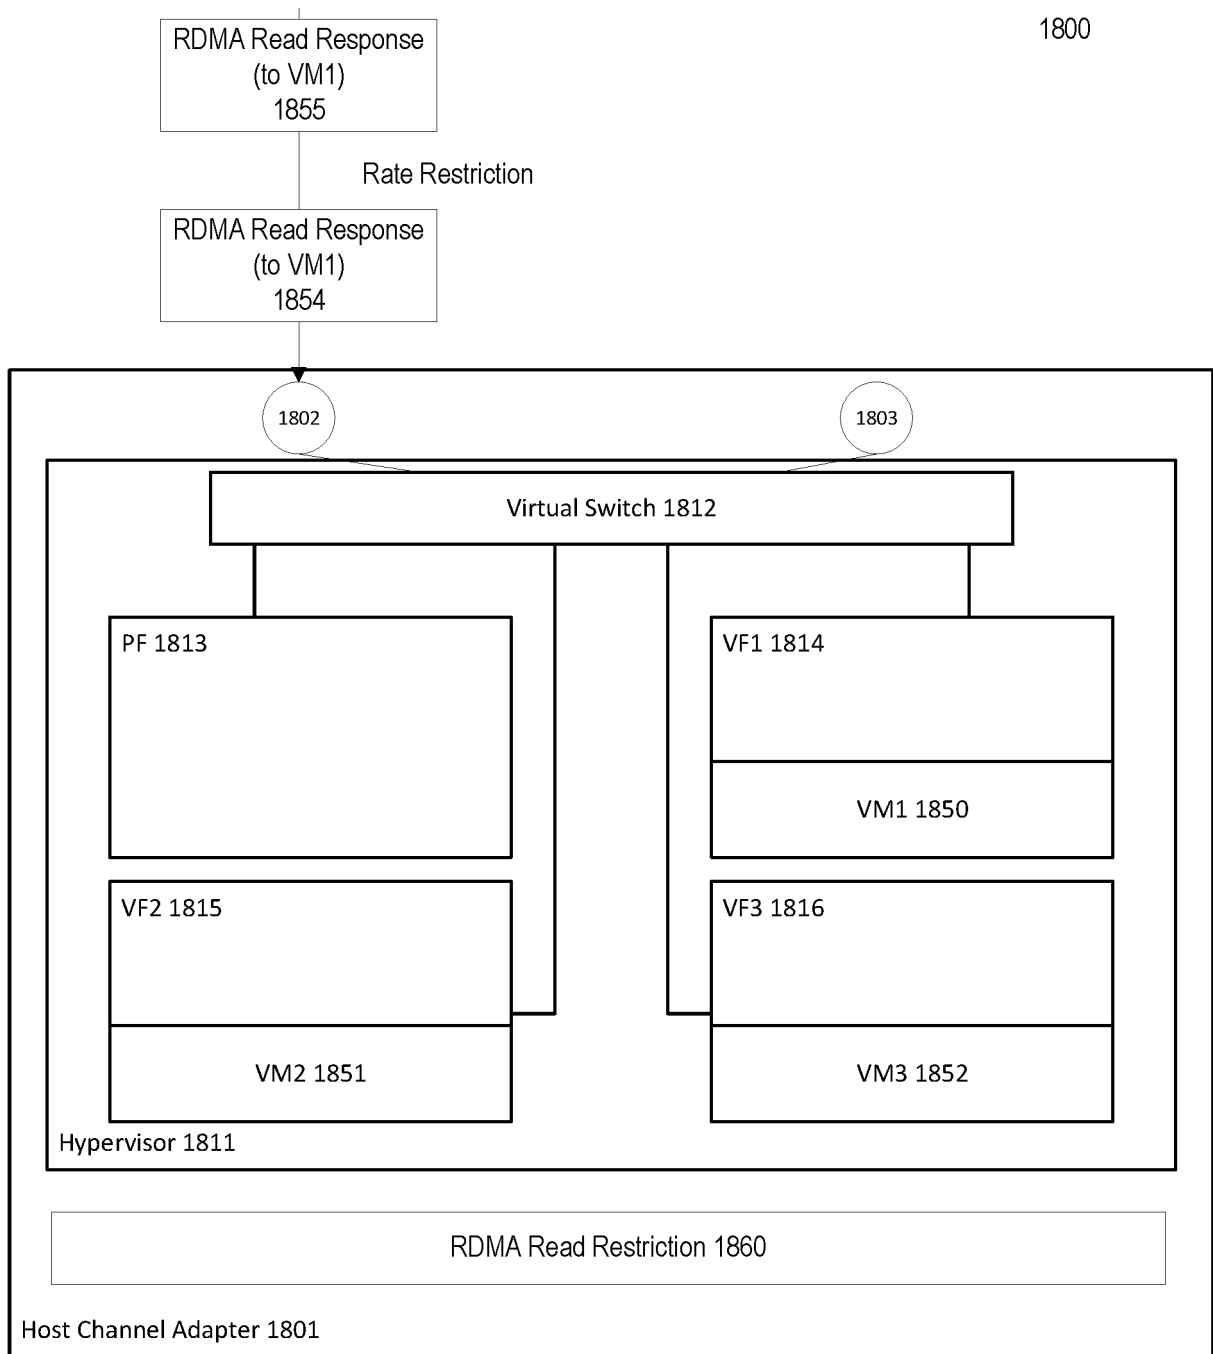 1800
RDMA Read Response
(to VM1)
1855
Rate Restriction
RDMA Read Response
(to VM1)
1854
1802
1803
Virtual Switch 1812
PF 1813
VF1 1814
VM1 1850
VF2 1815
VF3 1816
VM2 1851
VM3 1852
Hypervisor 1811
RDMA Read Restriction 1860
Host Channel Adapter 1801